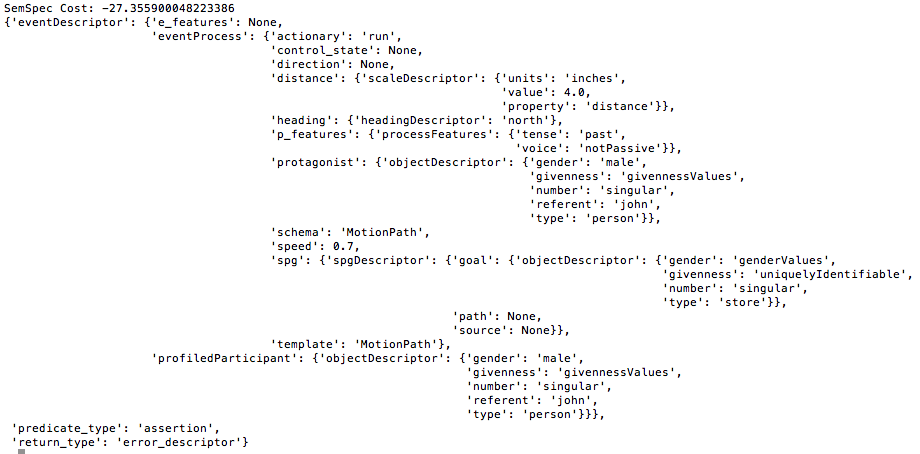 SemSpec Cost: -27.355900048223386
{'eventDescriptor': {'e_features': None,
'eventProcess': {'actionary': 'run',
'control_state': None,
'direction': None,
'distance': {'scaleDescriptor': {'units': 'inches',
'value': 4.0,
'property': 'distance'}},
'heading': {'headingDescriptor': 'north'},
'p_features': {'processFeatures': {'tense': 'past',
'voice': 'notPassive'}},
'protagonist': {'objectDescriptor': {'gender': 'male',
'givenness': 'givennessValues',
'number': 'singular',
'referent': 'john',
'type': 'person'}},
'schema': 'MotionPath',
'speed': 0.7,
'spg': {'spgDescriptor': {'goal': {'objectDescriptor': {'gender': 'genderValues',
'givenness': 'uniquelyIdentifiable',
'number': 'singular',
'type': 'store'}},
'path': None,
'source': None}},
'template': 'MotionPath'},
'profiledParticipant': {'objectDescriptor': {'gender': 'male',
'givenness': 'givennessValues',
'number': 'singular',
'referent': 'john',
'type': 'person'}}},
'predicate_type': 'assertion',
'return_type': 'error_descriptor'}